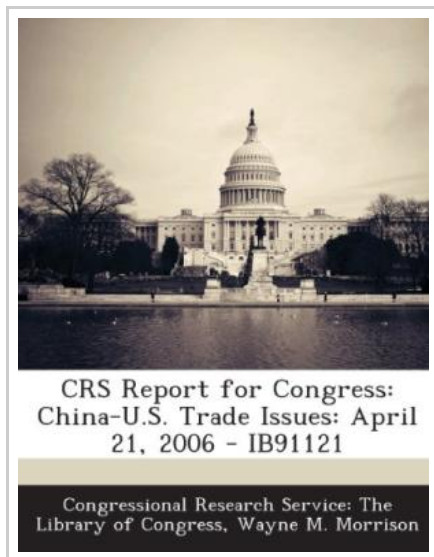 CRS Report for Congress:
China-U.S. Trade Issues: April
21, 2006 - IB91121
Congressional Research Service: The
Library of Congress, Wayne M. Morrison